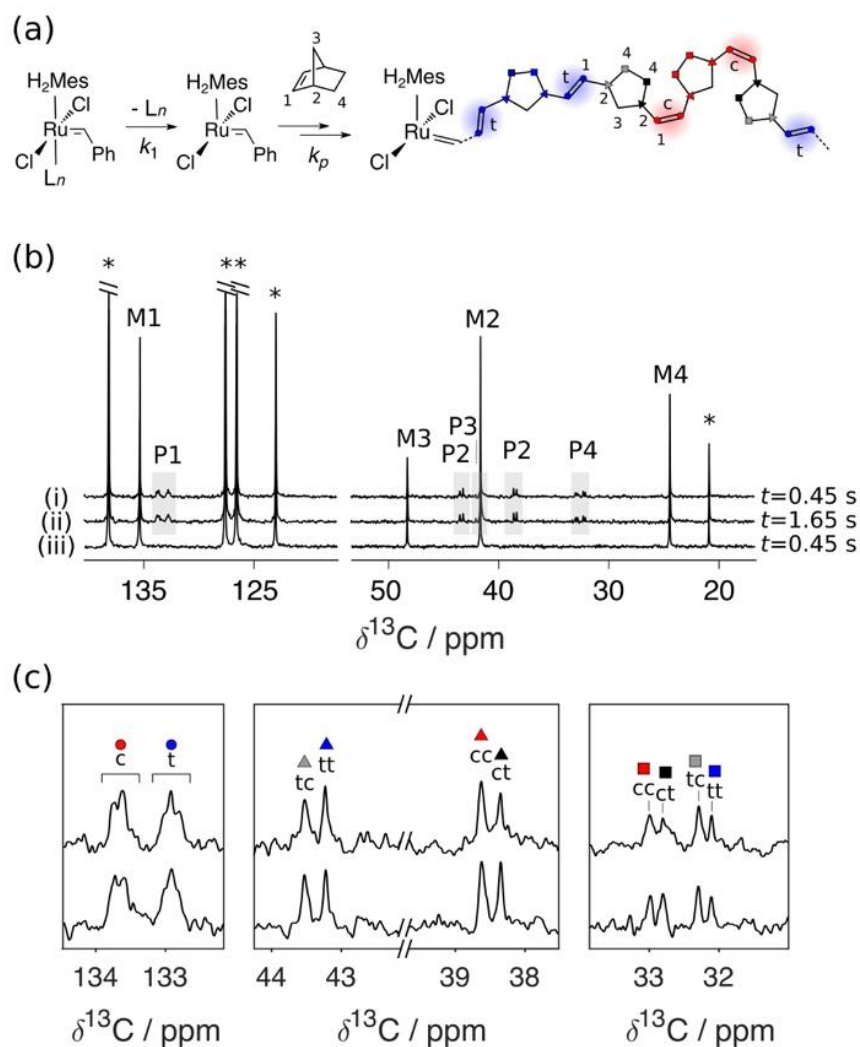 (a)
3
1 2 4
H₂Mes
Cl
Ru
Cl
Ph
Ln
- Ln
k₁
H₂Mes
Cl
Ru
Cl
Ph
kₚ
H₂Mes
Cl
Ru
Cl
t
t 1
2
4
4
3
2
c
1
c
t
(b)
* ** *
M1 P1
M3 P2 P3 M2 P2 P4 M4 *
(i) t=0.45 s
(ii) t=1.65 s
(iii) t=0.45 s
135 125 50 40 30 20
δ¹³C / ppm
(c)
c t
tc tt
cc ct
cc ct tc tt
134 133
44 43 39 38
33 32
δ¹³C / ppm δ¹³C / ppm δ¹³C / ppm